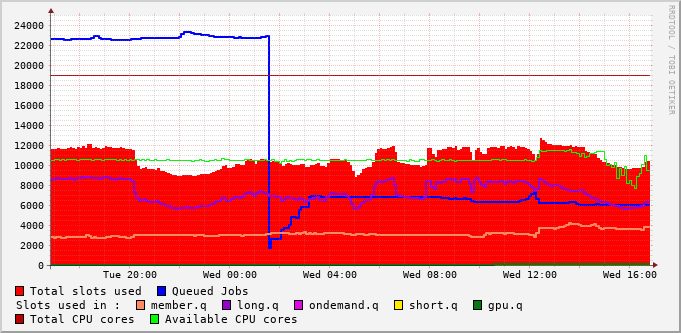 24000
22000
20000
18000
16000
14000
12000
10000
8000
6000
4000
2000
0
Tue 20:00 Wed 00:00 Wed 04:00 Wed 08:00 Wed 12:00 Wed 16:00
Total slots used Queued Jobs
Slots used in : member.q long.q ondemand.q short.q gpu.q
Total CPU cores Available CPU cores
RRDTOOL / TOBI OETIKER